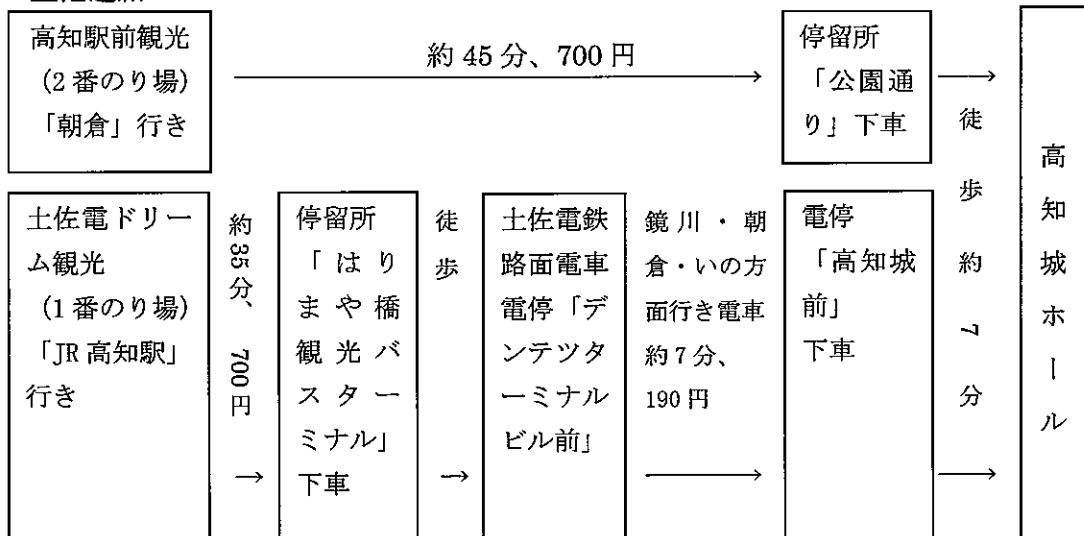 高知駅前観光
(2番のり場)
「朝倉」行き
約45分、700円
停留所
「公園通
り」下車
徒歩約7分
高知城ホール
土佐電ドリー
ム観光
(1番のり場)
「JR高知駅」
行き
約35分、700円
停留所
「はり
まや橋
観光バ
スター
ミナル」
下車
徒歩
土佐電鉄
路面電車
電停「デ
ンテツタ
ーミナル
ビル前」
鏡川・朝
倉・いの方
面行き電車
約7分、
190円
電停
「高知城
前」
下車